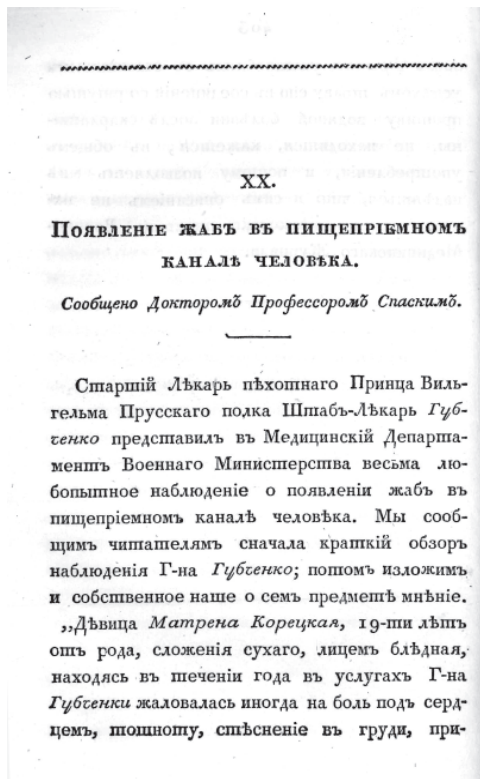 XX.
Появленіе жабъ въ пищепріемномъ
каналѣ человѣка.
Сообщено Докторомъ Профессоромъ Спаскимъ.
Старшій Лѣкарь пѣхотнаго Принца Виль-
гельма Прусскаго полка Штабъ-Лѣкарь Губ-
ченко представилъ въ Медицинскій Департа-
ментъ Военнаго Министерства весьма лю-
бопытное наблюденіе о появленіи жабъ въ
пищепріемномъ каналѣ человѣка. Мы сооб-
щимъ читателямъ сначала краткій обзоръ
наблюденія Г-на Губченко; потомъ изложимъ
и собственное наше о семъ предметѣ мнѣніе.
„Дѣвица Матрена Корецкая, 19-ти лѣтъ
отъ рода, сложенія сухаго, лицемъ блѣдная,
находясь въ теченіи года въ услугахъ Г-на
Губченки жаловалась иногда на боль подъ серд-
цемъ, тошноту, стѣсненіе въ груди, при-